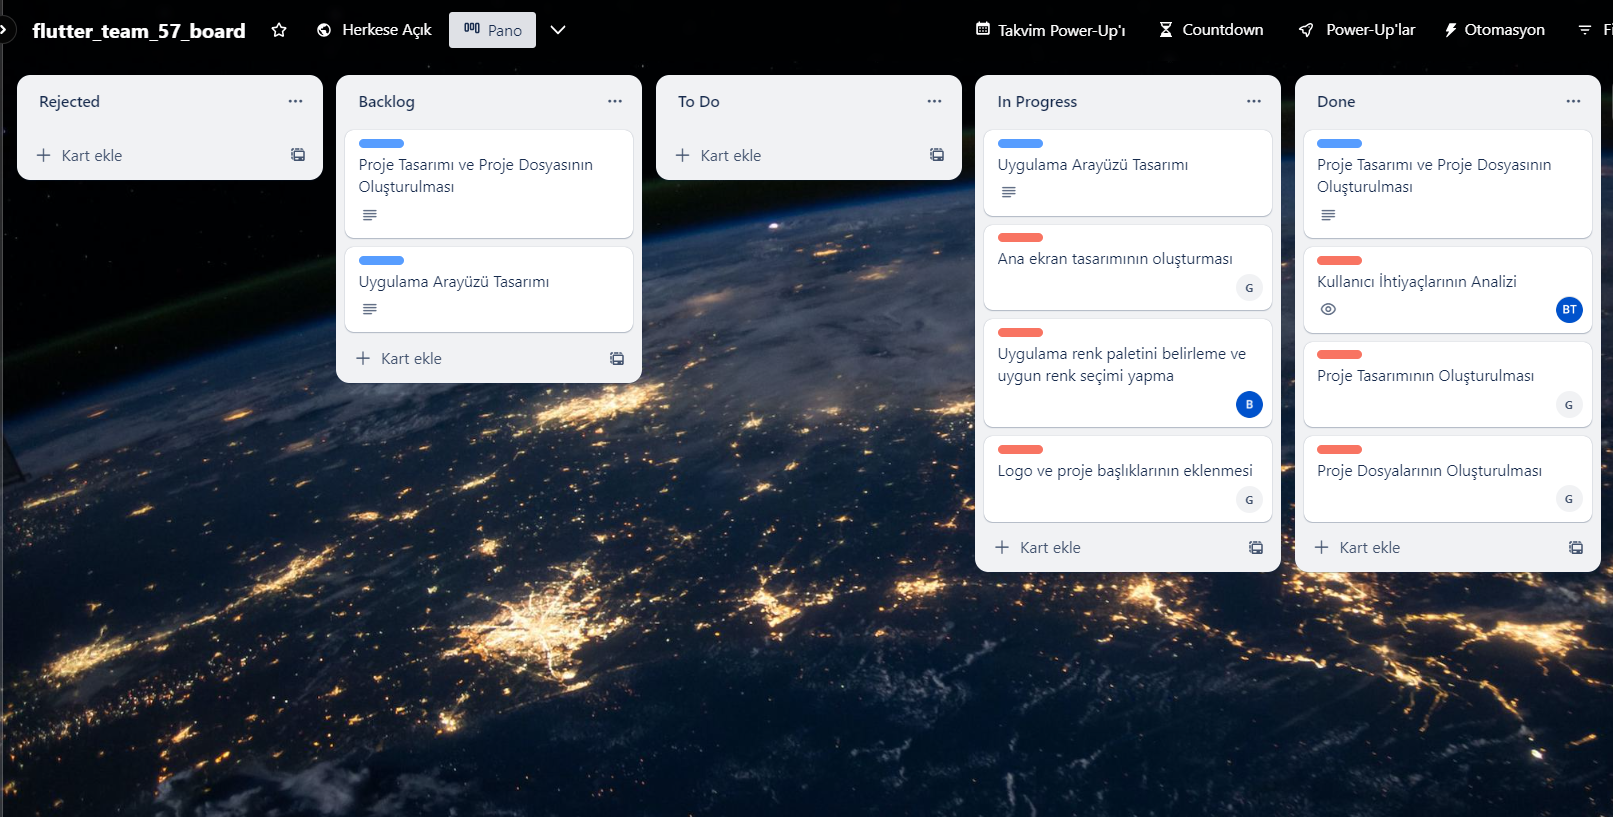 flutter_team_57_board
Herkese Açık
Pano
Takvim Power-Up'ı
Countdown
Power-Up'lar
Otomasyon
Fi
Rejected
Kart ekle
Backlog
Proje Tasarımı ve Proje Dosyasının
Oluşturulması
Uygulama Arayüzü Tasarımı
Kart ekle
To Do
Kart ekle
In Progress
Uygulama Arayüzü Tasarımı
Ana ekran tasarımının oluşturması
G
Uygulama renk paletini belirleme ve
uygun renk seçimi yapma
B
Logo ve proje başlıklarının eklenmesi
G
Kart ekle
Done
Proje Tasarımı ve Proje Dosyasının
Oluşturulması
Kullanıcı İhtiyaçlarının Analizi
BT
Proje Tasarımının Oluşturulması
G
Proje Dosyalarının Oluşturulması
G
Kart ekle